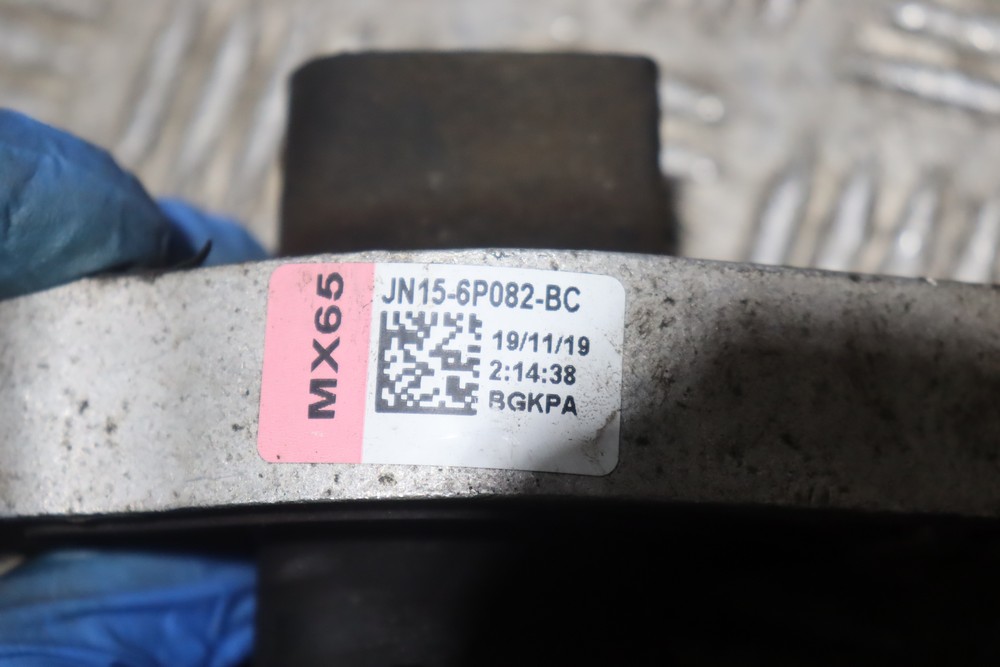 MX65
JN15-6P082-BC
19/11/19
2:14:38
BGKPA